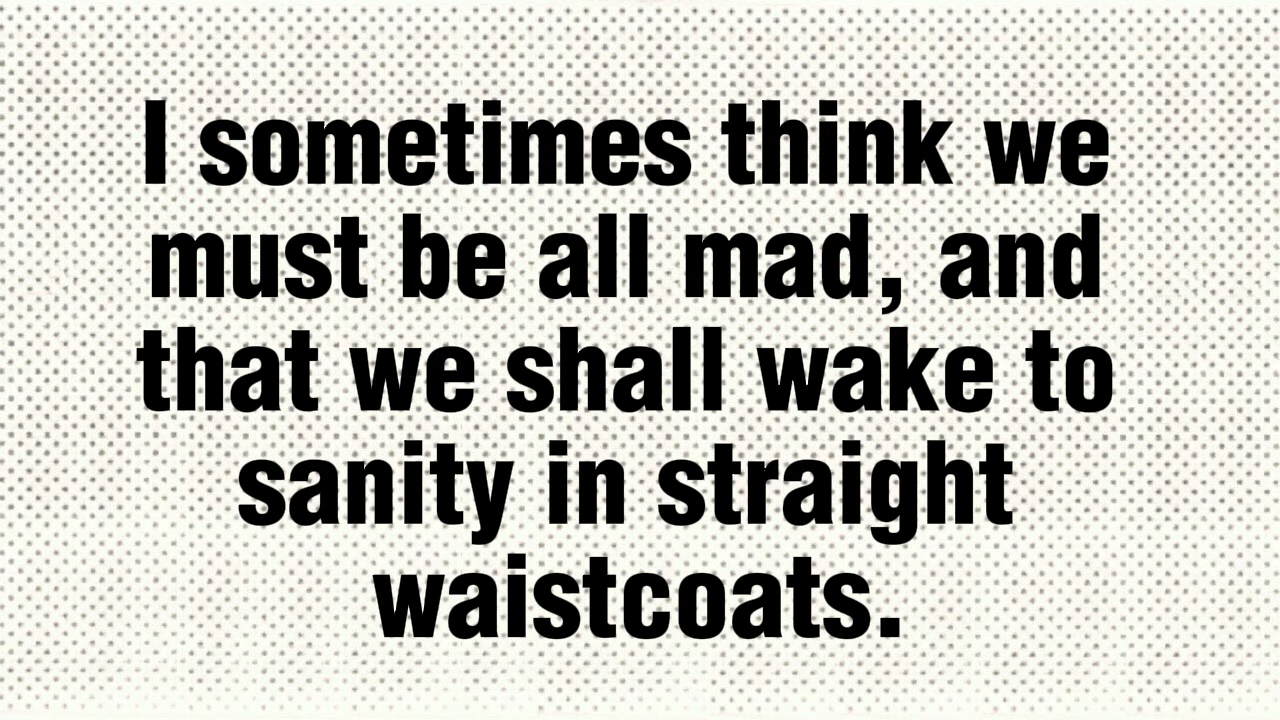 I sometimes think we
must be all mad, and
that we shall wake to
sanity in straight
waistcoats.